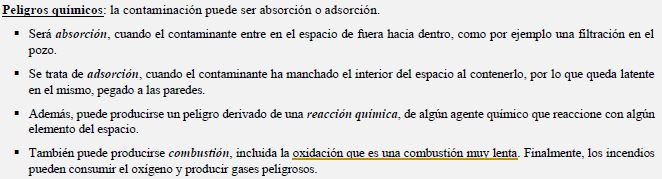 Peligros químicos: la contaminación puede ser absorción o adsorción.
▪ Será absorción, cuando el contaminante entre en el espacio de fuera hacia dentro, como por ejemplo una filtración en el
pozo.
▪ Se trata de adsorción, cuando el contaminante ha manchado el interior del espacio al contenerlo, por lo que queda latente
en el mismo, pegado a las paredes.
▪ Además, puede producirse un peligro derivado de una reacción química, de algún agente químico que reaccione con algún
elemento del espacio.
▪ También puede producirse combustión, incluida la oxidación que es una combustión muy lenta. Finalmente, los incendios
pueden consumir el oxígeno y producir gases peligrosos.